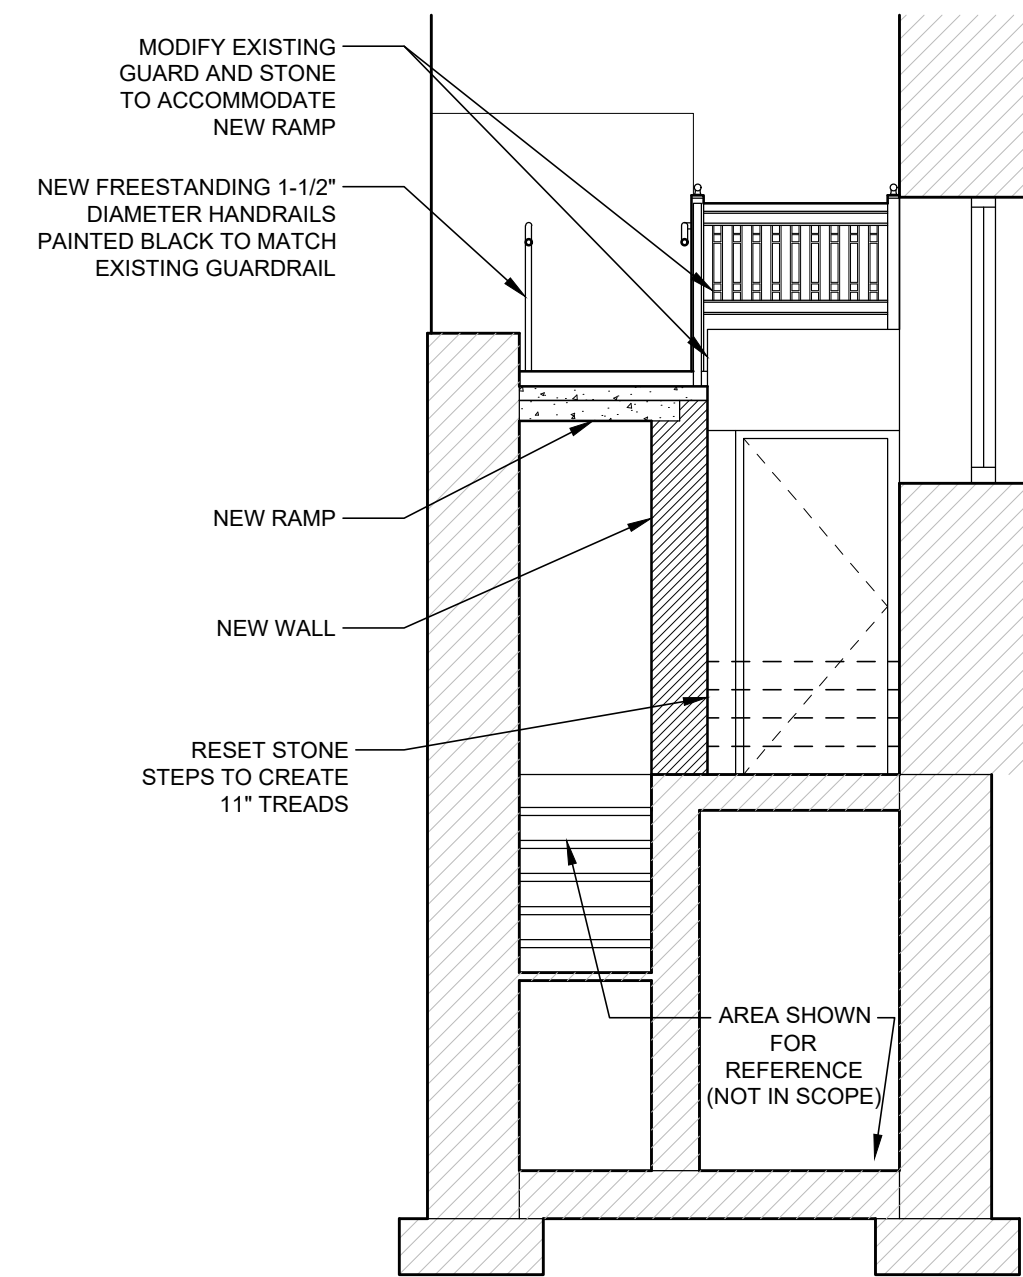 MODIFY EXISTING
GUARD AND STONE
TO ACCOMMODATE
NEW RAMP
NEW FREESTANDING 1-1/2"
DIAMETER HANDRAILS
PAINTED BLACK TO MATCH
EXISTING GUARDRAIL
NEW RAMP
NEW WALL
RESET STONE
STEPS TO CREATE
11" TREADS
AREA SHOWN
FOR
REFERENCE
(NOT IN SCOPE)